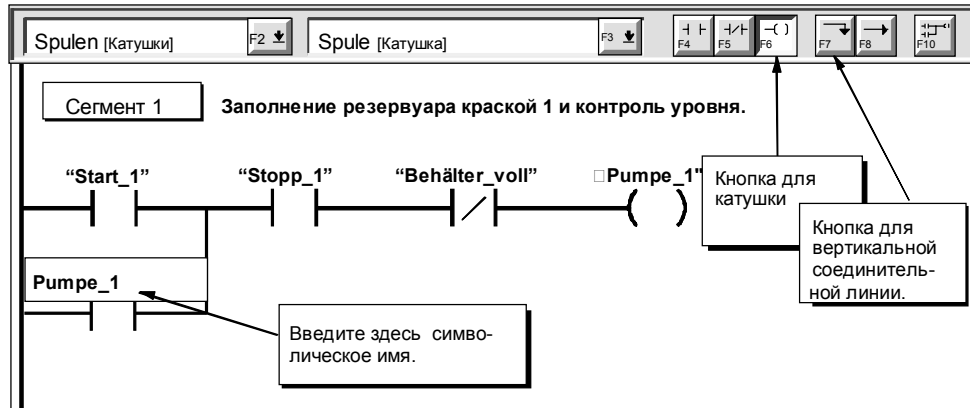 Spulen [Катушки] F2 Spule [Катушка] F3 F4 F5 F6 F7 F8 F10
Сегмент 1 Заполнение резервуара краской 1 и контроль уровня.
“Start_1” “Stopp_1” “Behälter_voll” □Pumpe_1"
Кнопка для
катушки
Кнопка для
вертикальной
соединитель-
ной линии.
Pumpe_1
Введите здесь симво-
лическое имя.